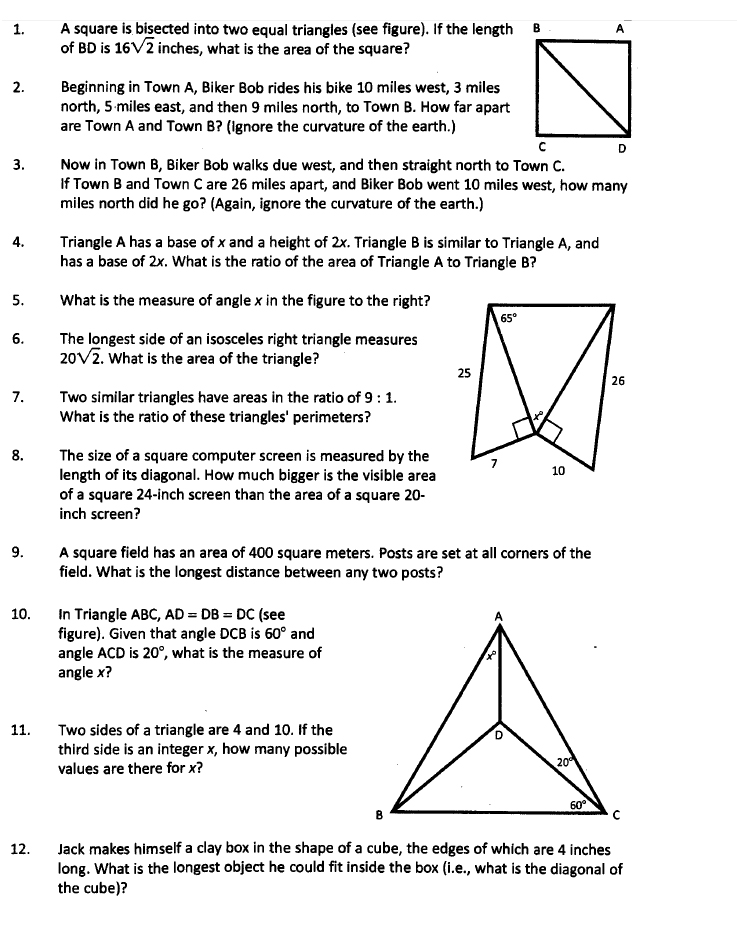 1. A square is bisected into two equal triangles (see figure). If the length
of BD is 16√2 inches, what is the area of the square?
B A
C D
2. Beginning in Town A, Biker Bob rides his bike 10 miles west, 3 miles
north, 5 miles east, and then 9 miles north, to Town B. How far apart
are Town A and Town B? (Ignore the curvature of the earth.)
3. Now in Town B, Biker Bob walks due west, and then straight north to Town C.
If Town B and Town C are 26 miles apart, and Biker Bob went 10 miles west, how many
miles north did he go? (Again, ignore the curvature of the earth.)
4. Triangle A has a base of x and a height of 2x. Triangle B is similar to Triangle A, and
has a base of 2x. What is the ratio of the area of Triangle A to Triangle B?
5. What is the measure of angle x in the figure to the right?
65°
25
26
x°
7
10
6. The longest side of an isosceles right triangle measures
20√2. What is the area of the triangle?
7. Two similar triangles have areas in the ratio of 9 : 1.
What is the ratio of these triangles' perimeters?
8. The size of a square computer screen is measured by the
length of its diagonal. How much bigger is the visible area
of a square 24-inch screen than the area of a square 20-
inch screen?
9. A square field has an area of 400 square meters. Posts are set at all corners of the
field. What is the longest distance between any two posts?
10. In Triangle ABC, AD = DB = DC (see
figure). Given that angle DCB is 60° and
angle ACD is 20°, what is the measure of
angle x?
A
x°
D
20°
60°
B C
11. Two sides of a triangle are 4 and 10. If the
third side is an integer x, how many possible
values are there for x?
12. Jack makes himself a clay box in the shape of a cube, the edges of which are 4 inches
long. What is the longest object he could fit inside the box (i.e., what is the diagonal of
the cube)?